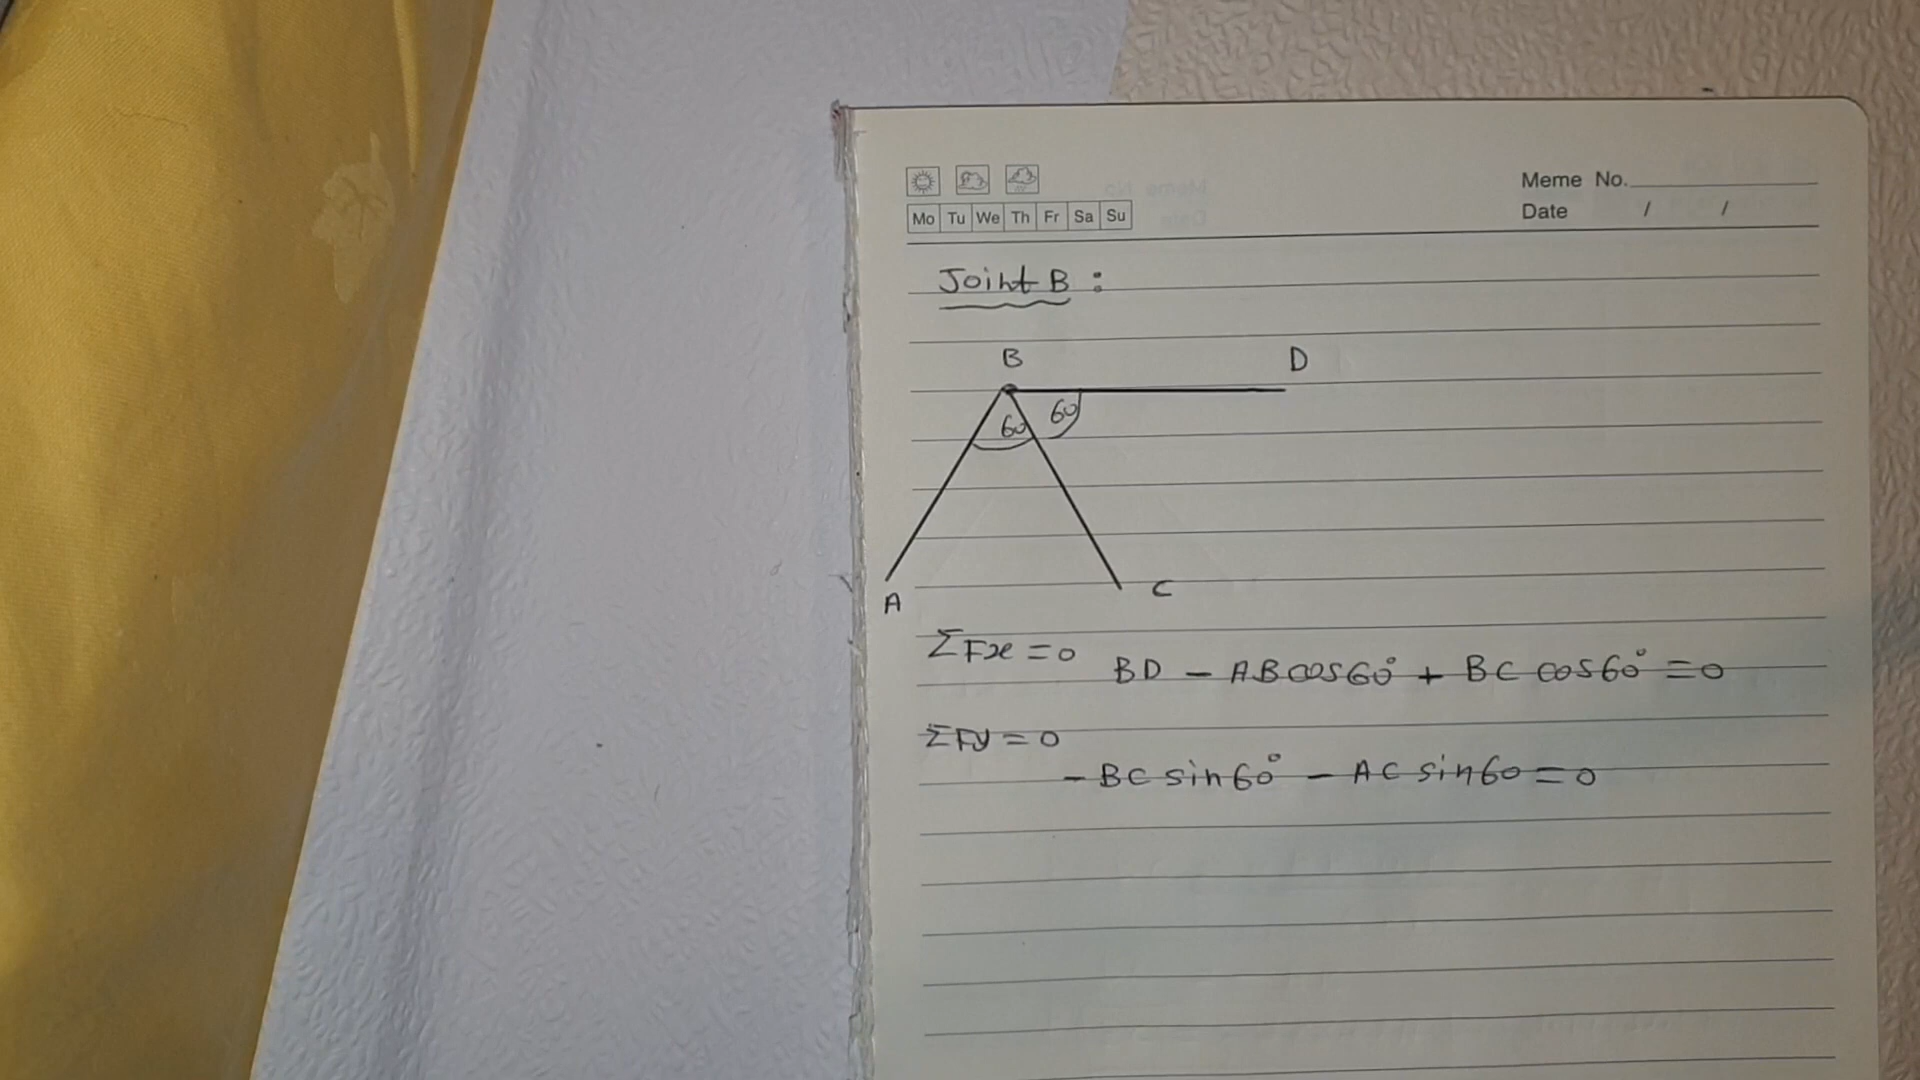 Meme No.
Mo Tu We Th Fr Sa Su
Date / /
Joint B :
B D
60 60
A C
ΣFx = 0 BD - AB cos60° + BC cos60° = 0
ΣFy = 0
- BC sin60° - AC sin60 = 0